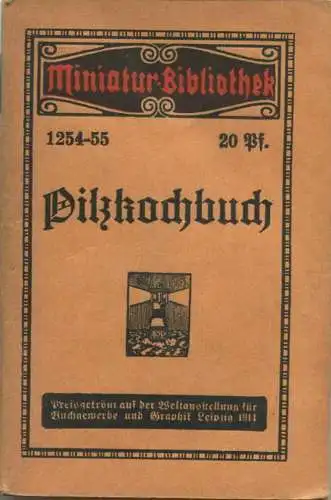 Miniatur-Bibliothek
1254-55 20 Pf.
Pilzkochbuch
Preisgekrönt auf der Weltausstellung für
Buchgewerbe und Graphik Leipzig 1914